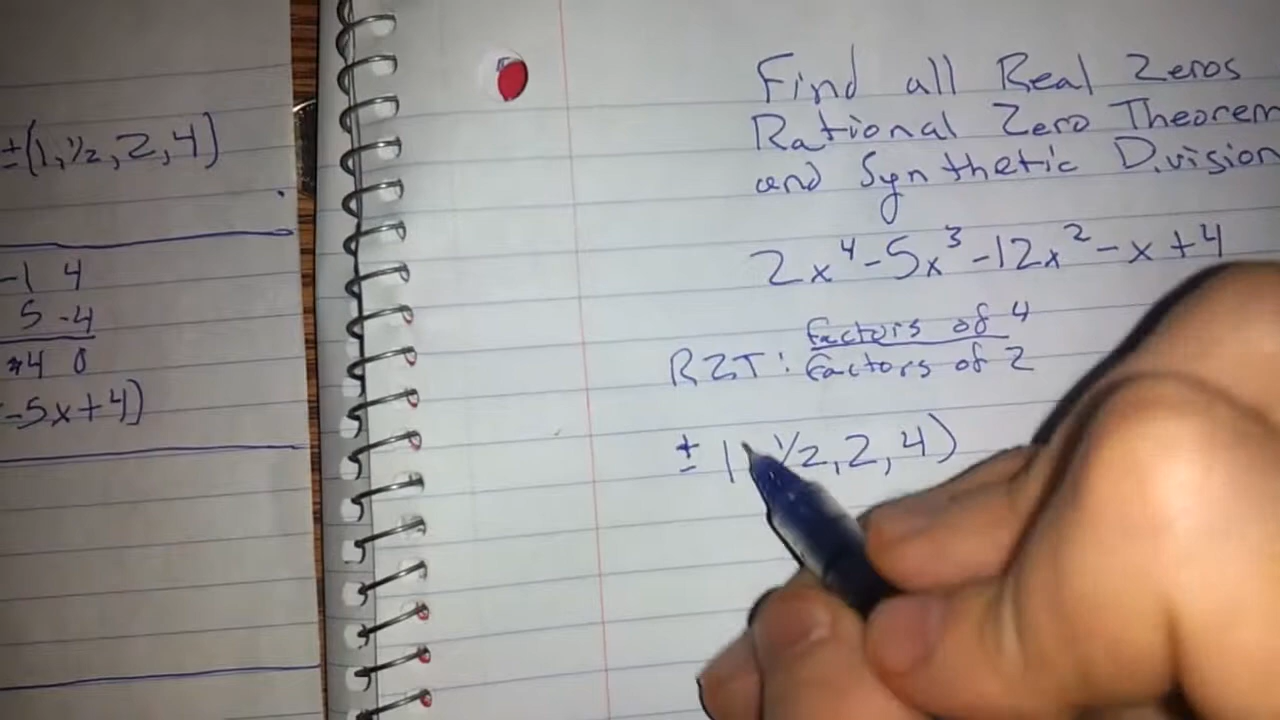 ±(1, 1/2, 2, 4)
-1 4
5 -4
+4 0
-5x+4)
Find all Real Zeros
Rational Zero Theorem
and Synthetic Division
2x⁴-5x³-12x²-x+4
RZT: factors of 4
factors of 2
± (1, 1/2, 2, 4)